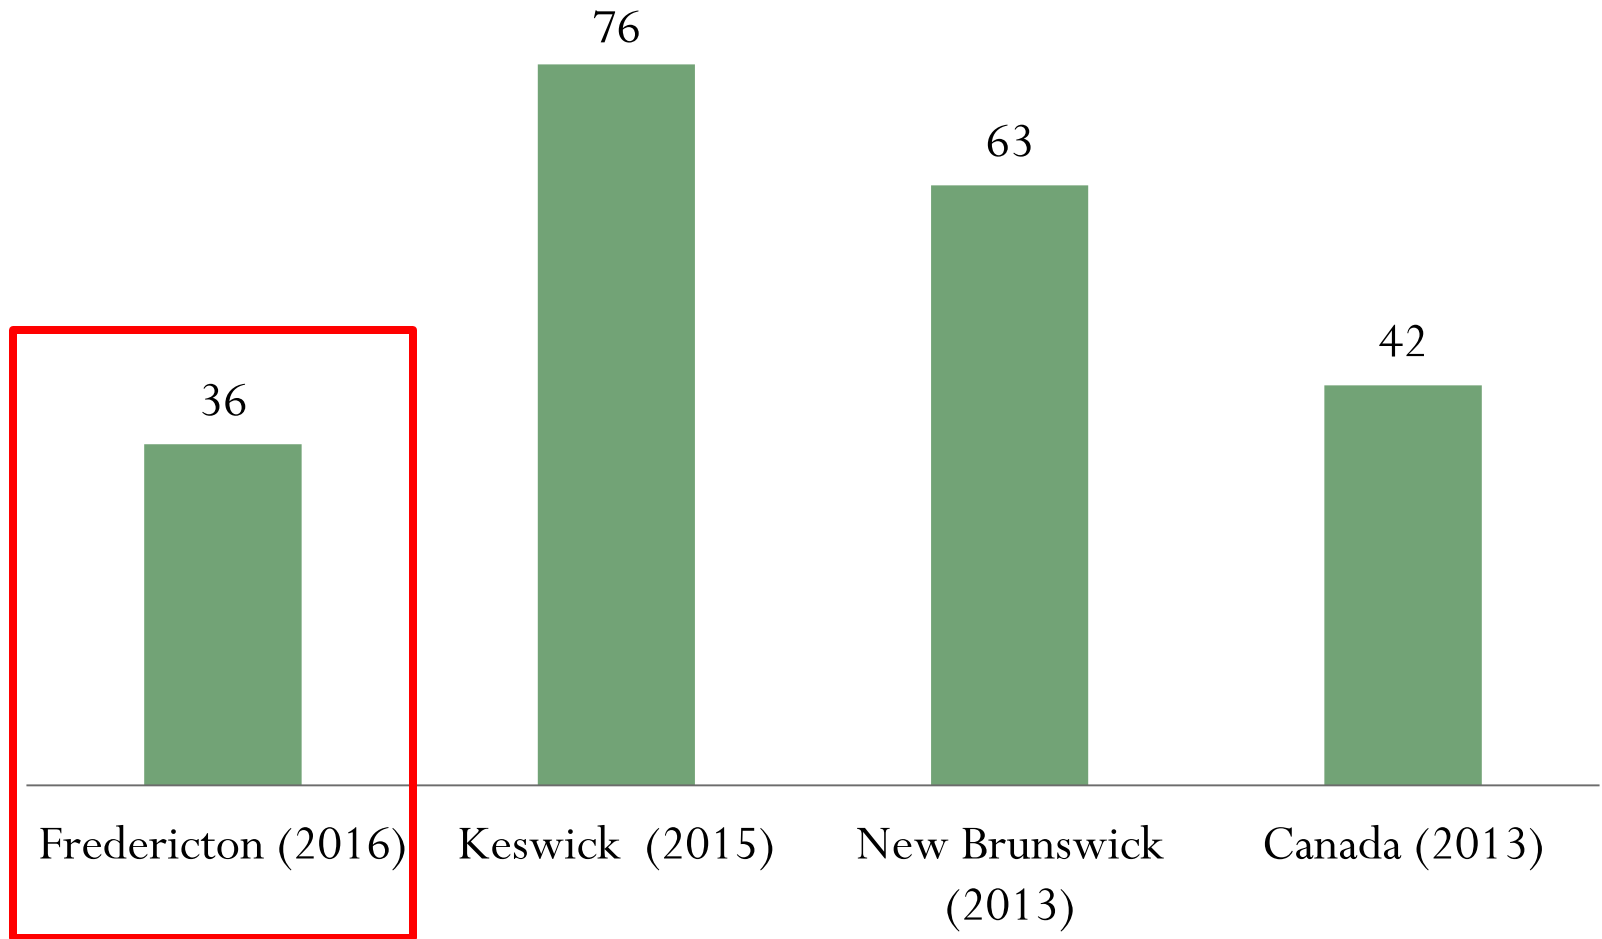 76
63
42
36
Fredericton (2016)
Keswick  (2015)
New Brunswick
(2013)
Canada (2013)